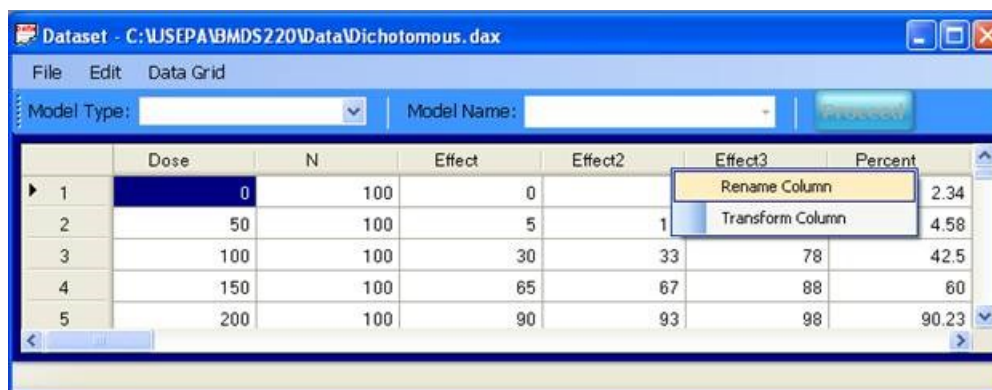 Dataset - C:\USEPA\BMDS220\Data\Dichotomous.dax
File Edit Data Grid
Model Type: Model Name: Proceed
Dose N Effect Effect2 Effect3 Percent
1 0 100 0 Rename Column 2.34
2 50 100 5 1 Transform Column 4.58
3 100 100 30 33 78 42.5
4 150 100 65 67 88 60
5 200 100 90 93 98 90.23